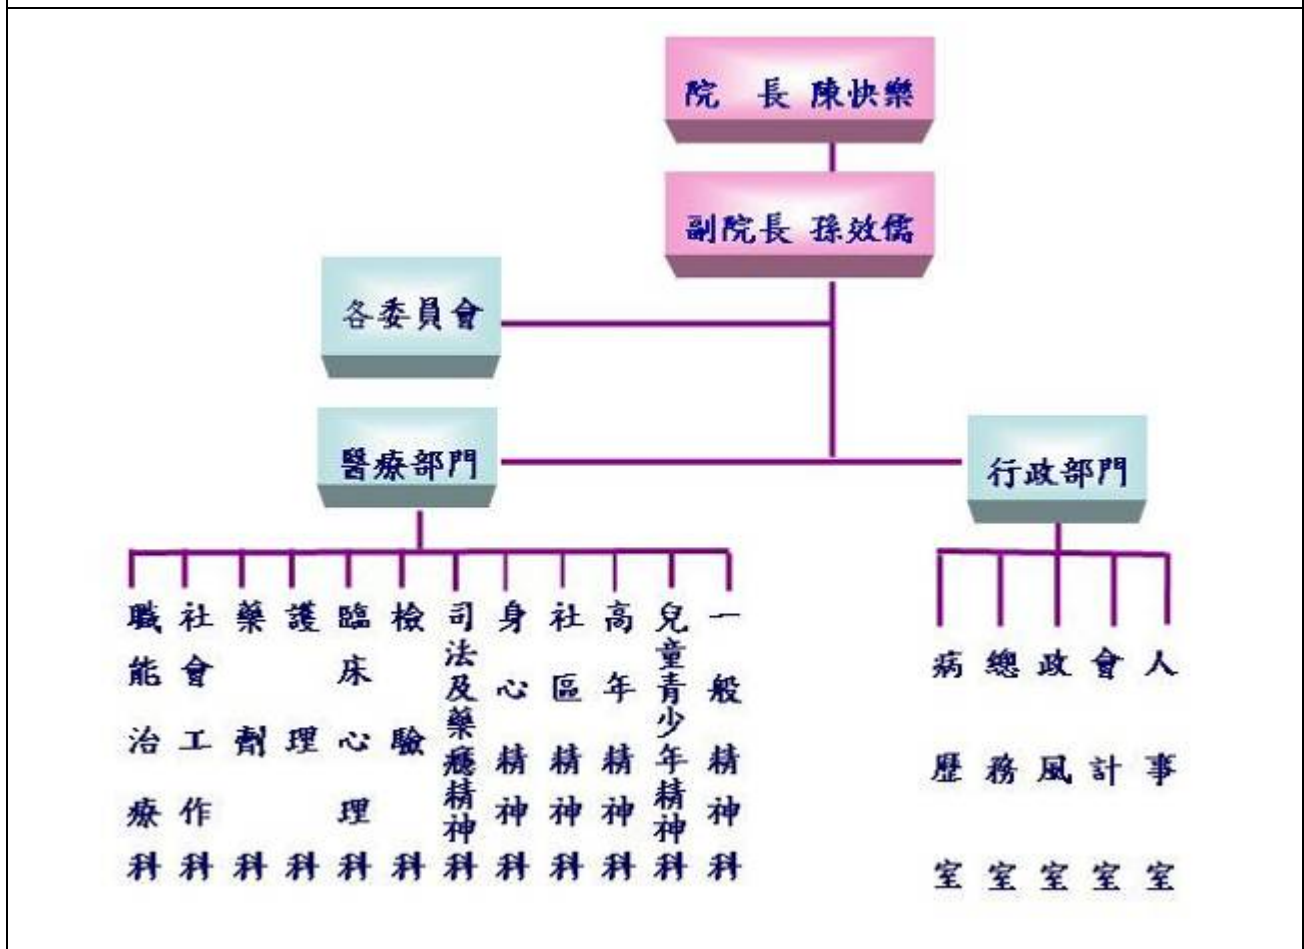 院 長 陳快樂
副院長 孫效儒
各委員會
醫療部門
行政部門
職能治療科
社會工作科
藥劑科
護理科
臨床心理科
檢驗科
司法及藥癮精神科
身心精神科
社區精神科
高年精神科
兒童青少年精神科
一般精神科
病歷室
總務室
政風室
會計室
人事室